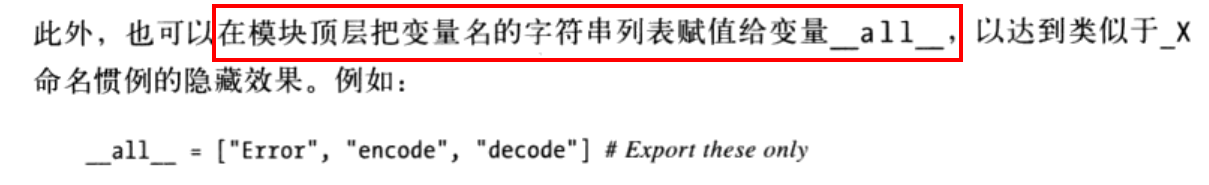 此外，也可以在模块顶层把变量名的字符串列表赋值给变量__all__，以达到类似于_X
命名惯例的隐藏效果。例如：
__all__ = ["Error", "encode", "decode"] # Export these only